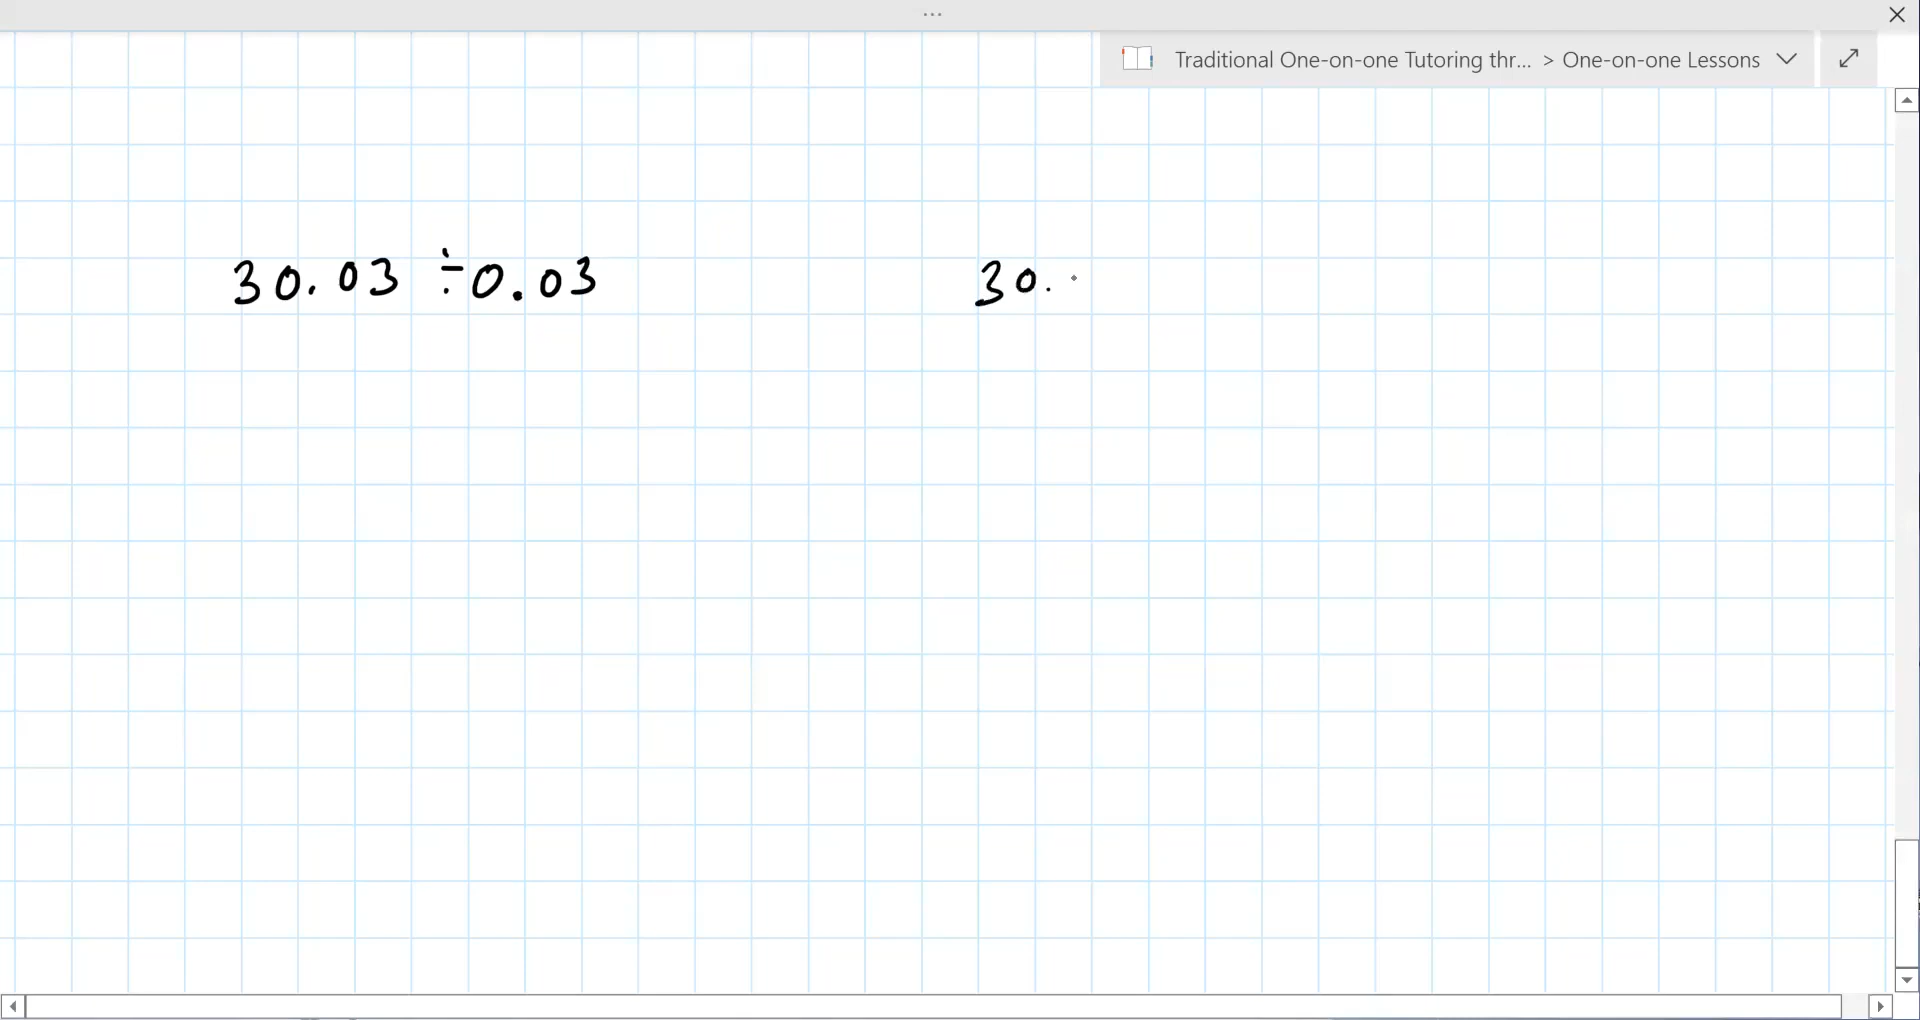 ...
Traditional One-on-one Tutoring thr... > One-on-one Lessons
30.03 ÷ 0.03
30.